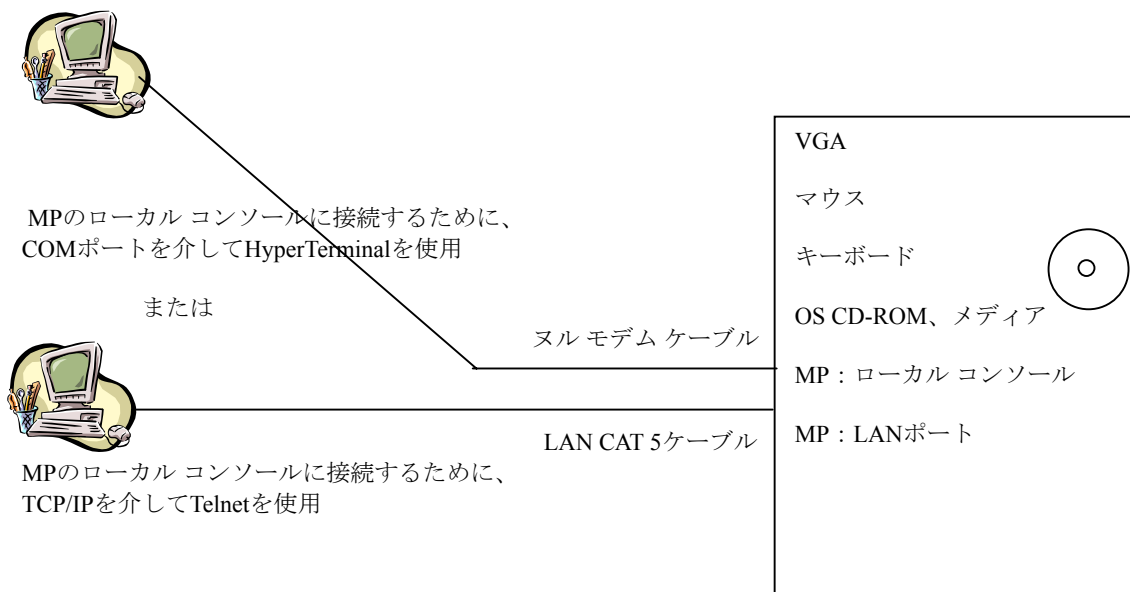 MPのローカル コンソールに接続するために、
COMポートを介してHyperTerminalを使用
または
MPのローカル コンソールに接続するために、
TCP/IPを介してTelnetを使用
ヌル モデム ケーブル
LAN CAT 5ケーブル
VGA
マウス
キーボード
OS CD-ROM、メディア
MP：ローカル コンソール
MP：LANポート